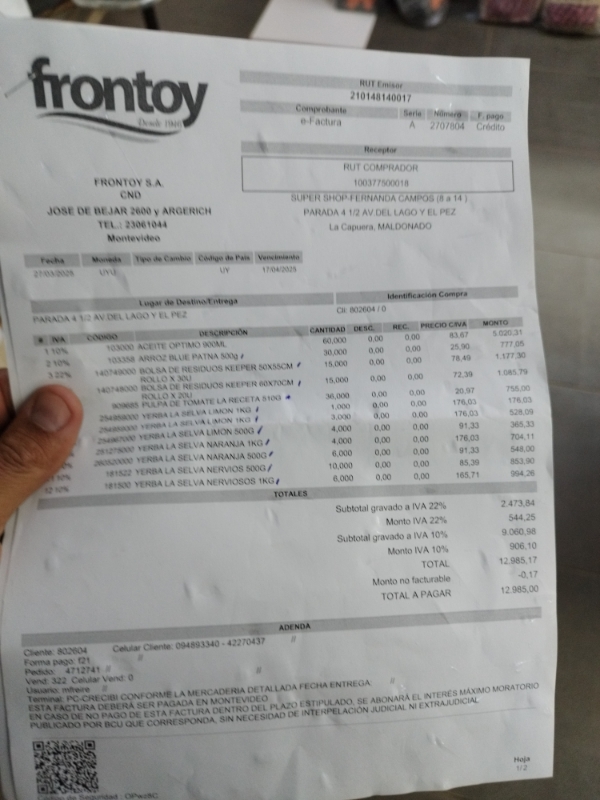 frontoy
Desde 1946
RUT Emisor
210148140017
Comprobante Serie Número F. pago
e-Factura A 2707804 Crédito
Receptor
RUT COMPRADOR
100377500018
FRONTOY S.A.
CND
JOSE DE BEJAR 2600 y ARGERICH
TEL.: 23061044
Montevideo
SUPER SHOP-FERNANDA CAMPOS (8 a 14 )
PARADA 4 1/2 AV.DEL LAGO Y EL PEZ
La Capuera, MALDONADO
Fecha Moneda Tipo de Cambio Código de País Vencimiento
27/03/2025 UYU UY 17/04/2025
Lugar de Destino/Entrega Identificación Compra
PARADA 4 1/2 AV.DEL LAGO Y EL PEZ Cli: 802604 / 0
# IVA CÓDIGO DESCRIPCIÓN CANTIDAD DESC. REC. PRECIO C/IVA MONTO
1 10% 103000 ACEITE OPTIMO 900ML 60,000 0,00 0,00 83,67 5.020,31
2 10% 103358 ARROZ BLUE PATNA 500g 30,000 0,00 0,00 25,90 777,05
3 22% 140749000 BOLSA DE RESIDUOS KEEPER 50X55CM 15,000 0,00 0,00 78,49 1.177,30
ROLLO X 30U
140748000 BOLSA DE RESIDUOS KEEPER 60X70CM 15,000 0,00 0,00 72,39 1.085,79
ROLLO X 20U
909685 PULPA DE TOMATE LA RECETA 510G 36,000 0,00 0,00 20,97 755,00
254988000 YERBA LA SELVA LIMON 1KG 1,000 0,00 0,00 176,03 176,03
YERBA LA SELVA LIMON 1KG 3,000 0,00 0,00 176,03 528,09
254987000 YERBA LA SELVA LIMON 500G 4,000 0,00 0,00 91,33 365,33
251278000 YERBA LA SELVA NARANJA 1KG 4,000 0,00 0,00 176,03 704,11
280520000 YERBA LA SELVA NARANJA 500G 6,000 0,00 0,00 91,33 548,00
181522 YERBA LA SELVA NERVIOS 500G 10,000 0,00 0,00 85,39 853,90
12 10% 181500 YERBA LA SELVA NERVIOSOS 1KG 6,000 0,00 0,00 165,71 994,26
TOTALES
Subtotal gravado a IVA 22% 2.473,84
Monto IVA 22% 544,25
Subtotal gravado a IVA 10% 9.060,98
Monto IVA 10% 906,10
TOTAL 12.985,17
Monto no facturable -0,17
TOTAL A PAGAR 12.985,00
ADENDA
Cliente: 802604 Celular Cliente: 094893340 - 42270437 //
Forma pago: f21 //
Pedido: 4712741 //
Vend: 322 Celular Vend: 0 //
Usuario: mfreire //
Terminal: PC-CRECIBI CONFORME LA MERCADERIA DETALLADA FECHA ENTREGA: //
ESTA FACTURA DEBERÁ SER PAGADA EN MONTEVIDEO
EN CASO DE NO PAGO DE ESTA FACTURA DENTRO DEL PLAZO ESTIPULADO, SE ABONARÁ EL INTERÉS MÁXIMO MORATORIO
PUBLICADO POR BCU QUE CORRESPONDA, SIN NECESIDAD DE INTERPELACIÓN JUDICIAL NI EXTRAJUDICIAL
Hoja
1/2
Código de Seguridad :